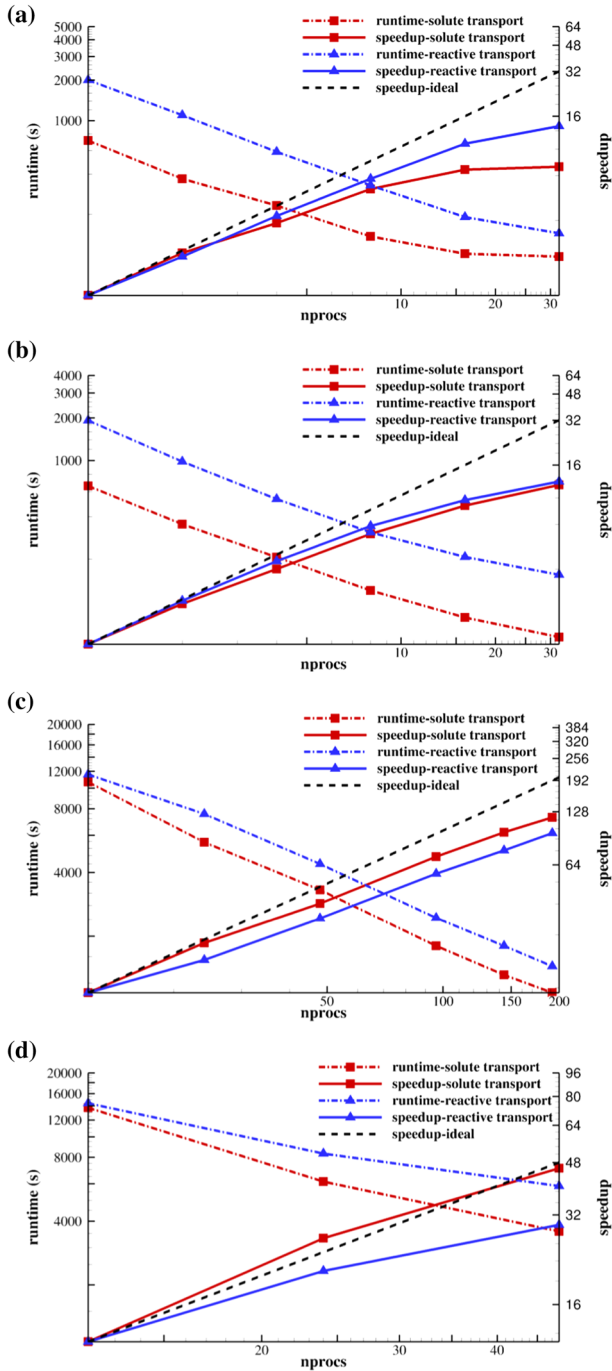 (a)
runtime-solute transport
speedup-solute transport
runtime-reactive transport
speedup-reactive transport
speedup-ideal
5000
4000
3000
2000
1000
runtime (s)
64
48
32
16
speedup
10
20
30
nprocs
(b)
runtime-solute transport
speedup-solute transport
runtime-reactive transport
speedup-reactive transport
speedup-ideal
4000
3000
2000
1000
runtime (s)
64
48
32
16
speedup
10
20
30
nprocs
(c)
runtime-solute transport
speedup-solute transport
runtime-reactive transport
speedup-reactive transport
speedup-ideal
20000
16000
12000
8000
4000
runtime (s)
384
320
256
192
128
64
speedup
50
100
150
200
nprocs
(d)
runtime-solute transport
speedup-solute transport
runtime-reactive transport
speedup-reactive transport
speedup-ideal
20000
16000
12000
8000
4000
runtime (s)
96
80
64
48
32
16
speedup
20
30
40
nprocs